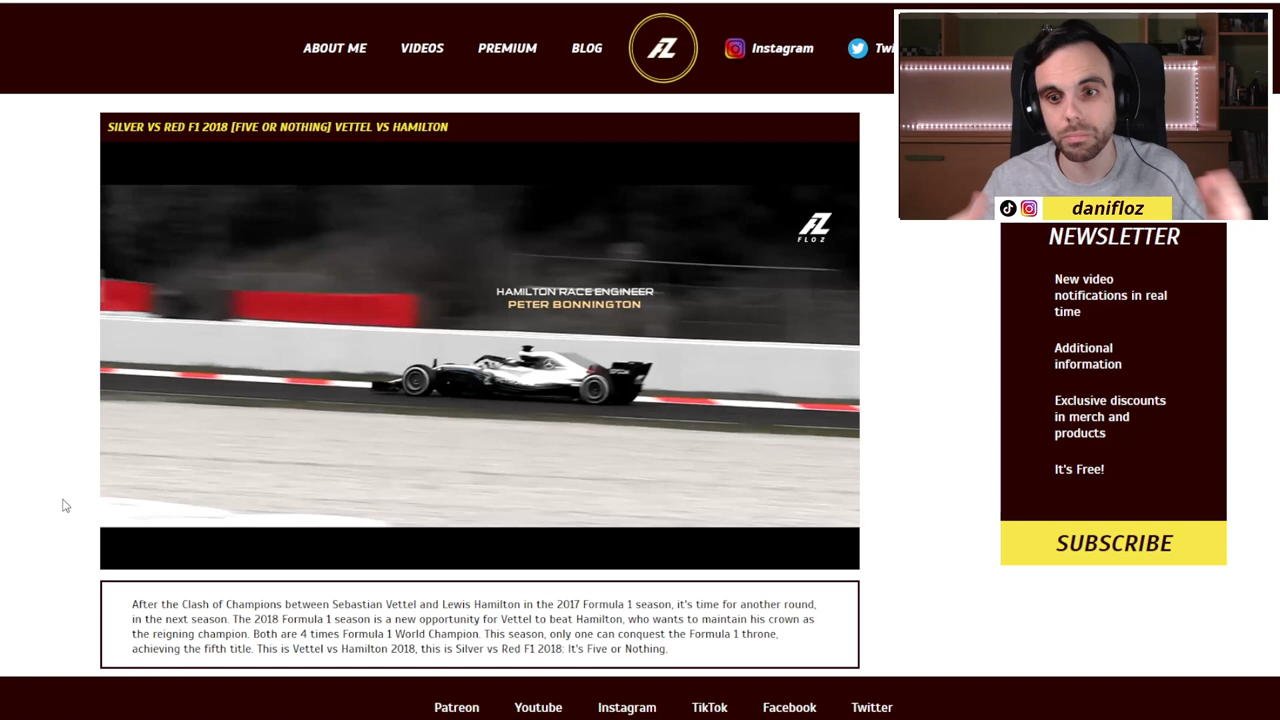 ABOUT ME
VIDEOS
PREMIUM
BLOG
FZ
Instagram
SILVER VS RED F1 2018 [FIVE OR NOTHING] VETTEL VS HAMILTON
FLOZ
HAMILTON RACE ENGINEER
PETER BONNINGTON
danifloz
NEWSLETTER
New video
notifications in real
time
Additional
information
Exclusive discounts
in merch and
products
It's Free!
SUBSCRIBE
After the Clash of Champions between Sebastian Vettel and Lewis Hamilton in the 2017 Formula 1 season, it's time for another round,
in the next season. The 2018 Formula 1 season is a new opportunity for Vettel to beat Hamilton, who wants to maintain his crown as
the reigning champion. Both are 4 times Formula 1 World Champion. This season, only one can conquest the Formula 1 throne,
achieving the fifth title. This is Vettel vs Hamilton 2018, this is Silver vs Red F1 2018: It's Five or Nothing.
Patreon
Youtube
Instagram
TikTok
Facebook
Twitter